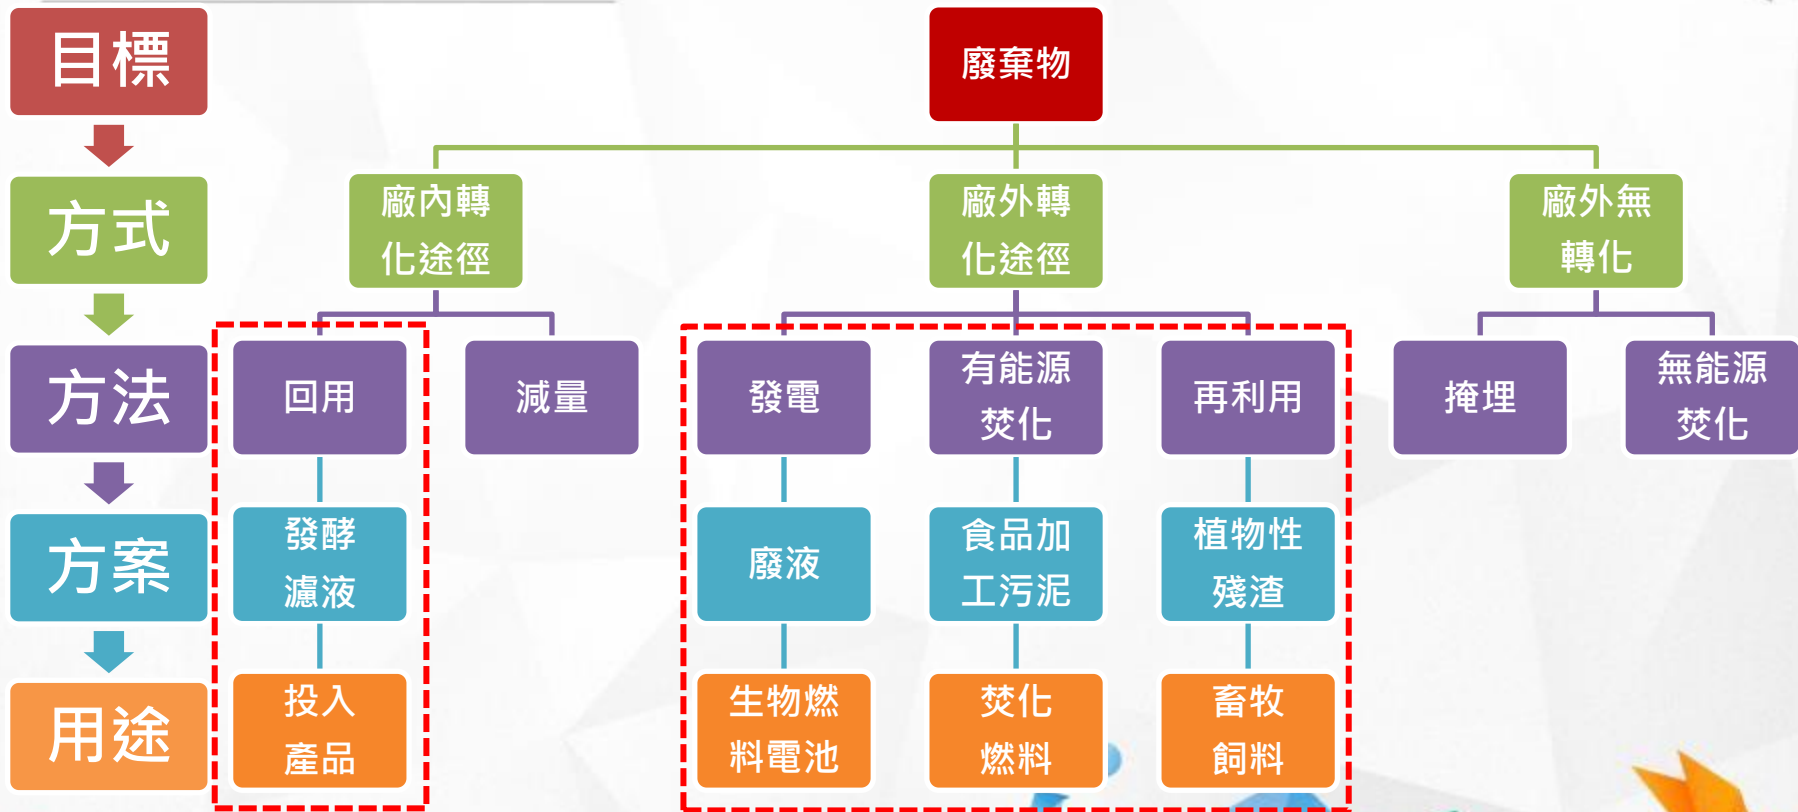 目標
廢棄物
方式
廠內轉
化途徑
廠外轉
化途徑
廠外無
轉化
方法
回用
減量
發電
有能源
焚化
再利用
掩埋
無能源
焚化
方案
發酵
濾液
廢液
食品加
工污泥
植物性
殘渣
用途
投入
產品
生物燃
料電池
焚化
燃料
畜牧
飼料